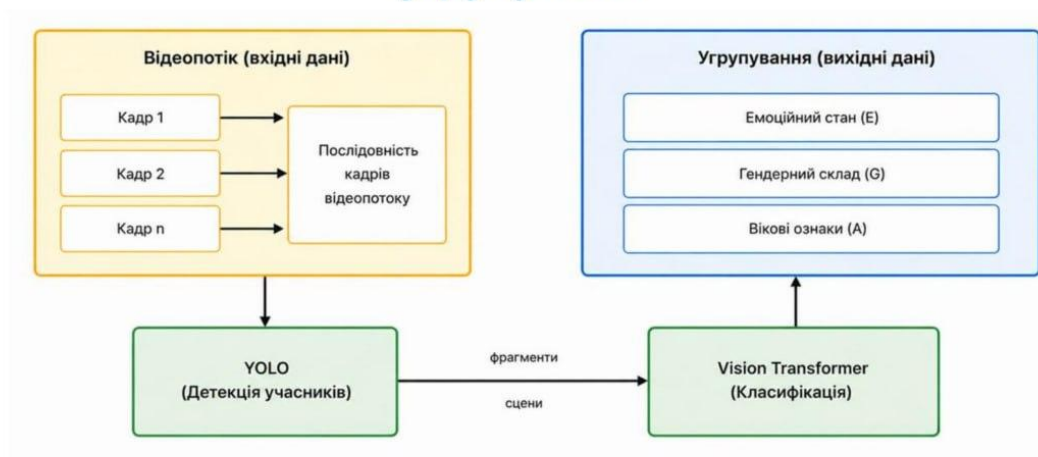 Відеопотік (вхідні дані)
Кадр 1
Кадр 2
Кадр n
Послідовність
кадрів
відеопотоку
Угрупування (вихідні дані)
Емоційний стан (E)
Гендерний склад (G)
Вікові ознаки (A)
YOLO
(Детекція учасників)
фрагменти
сцени
Vision Transformer
(Класифікація)